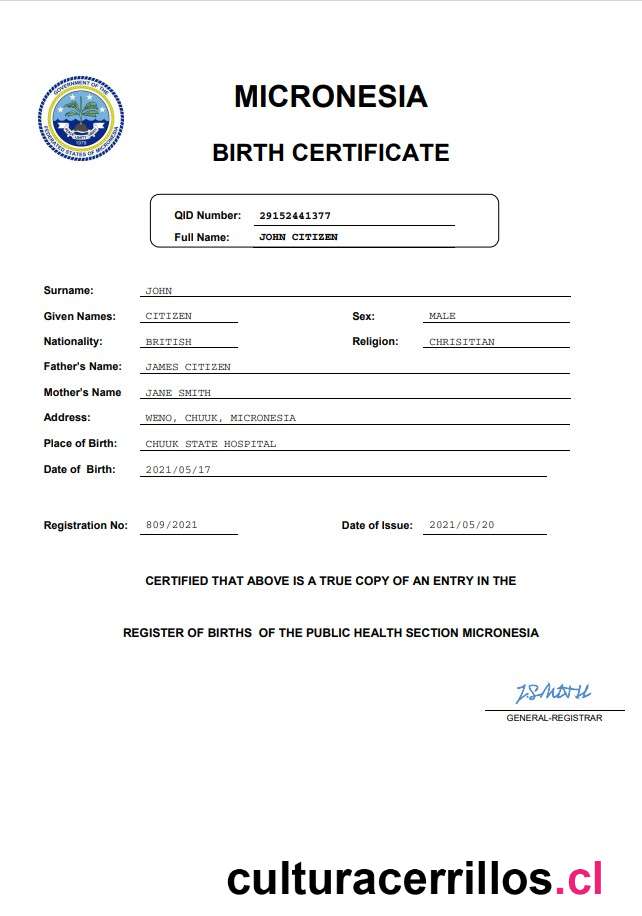 GOVERNMENT OF THE
FEDERATED STATES OF MICRONESIA
UNITY
1979
MICRONESIA
BIRTH CERTIFICATE
QID Number: 29152441377
Full Name: JOHN CITIZEN
Surname: JOHN
Given Names: CITIZEN Sex: MALE
Nationality: BRITISH Religion: CHRISITIAN
Father's Name: JAMES CITIZEN
Mother's Name JANE SMITH
Address: WENO, CHUUK, MICRONESIA
Place of Birth: CHUUK STATE HOSPITAL
Date of Birth: 2021/05/17
Registration No: 809/2021 Date of Issue: 2021/05/20
CERTIFIED THAT ABOVE IS A TRUE COPY OF AN ENTRY IN THE
REGISTER OF BIRTHS OF THE PUBLIC HEALTH SECTION MICRONESIA
J.SMITH
GENERAL-REGISTRAR
culturacerrillos.cl